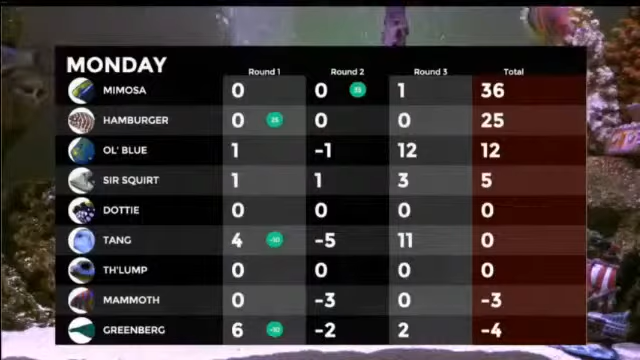 MONDAY
Round 1 Round 2 Round 3 Total
MIMOSA 0 0 35 1 36
HAMBURGER 0 25 0 0 25
OL' BLUE 1 -1 12 12
SIR SQUIRT 1 1 3 5
DOTTIE 0 0 0 0
TANG 4 -10 -5 11 0
TH'LUMP 0 0 0 0
MAMMOTH 0 -3 0 -3
GREENBERG 6 -10 -2 2 -4